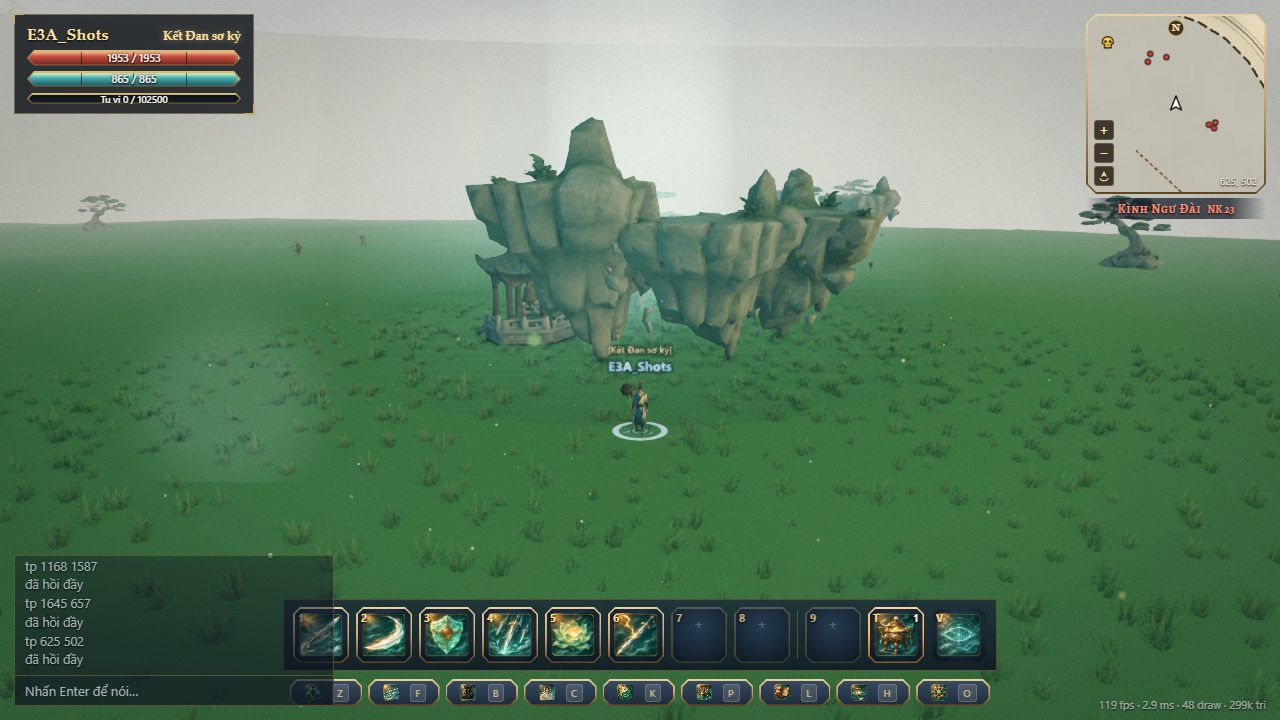 E3A_Shots Kết Đan sơ kỳ
1953 / 1953
865 / 865
Tu vi 0 / 102500
N
+
−
625, 502
Kình Ngư Đài NK23
[Kết Đan sơ kỳ]
E3A_Shots
tp 1168 1587
đã hồi đầy
tp 1645 657
đã hồi đầy
tp 625 502
đã hồi đầy
Nhấn Enter để nói...
1 2 3 4 5 6 7 + 8 + 9 + T 1 V
Z F B C K P L H O
119 fps · 2.9 ms · 48 draw · 299k tri